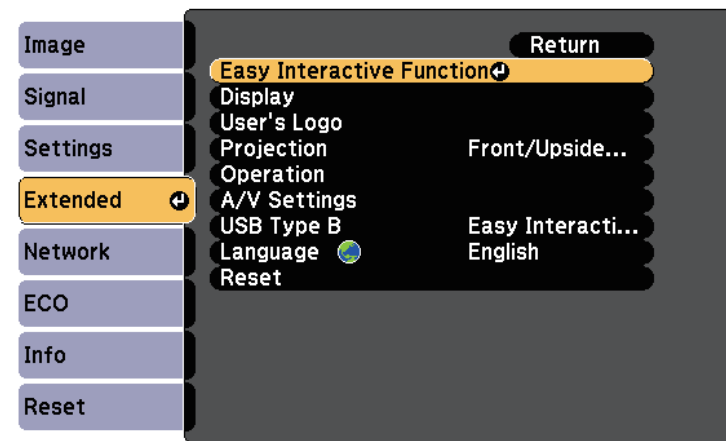 Image
Signal
Settings
Extended
Network
ECO
Info
Reset
Return
Easy Interactive Function
Display
User's Logo
Projection Front/Upside...
Operation
A/V Settings
USB Type B Easy Interacti...
Language English
Reset